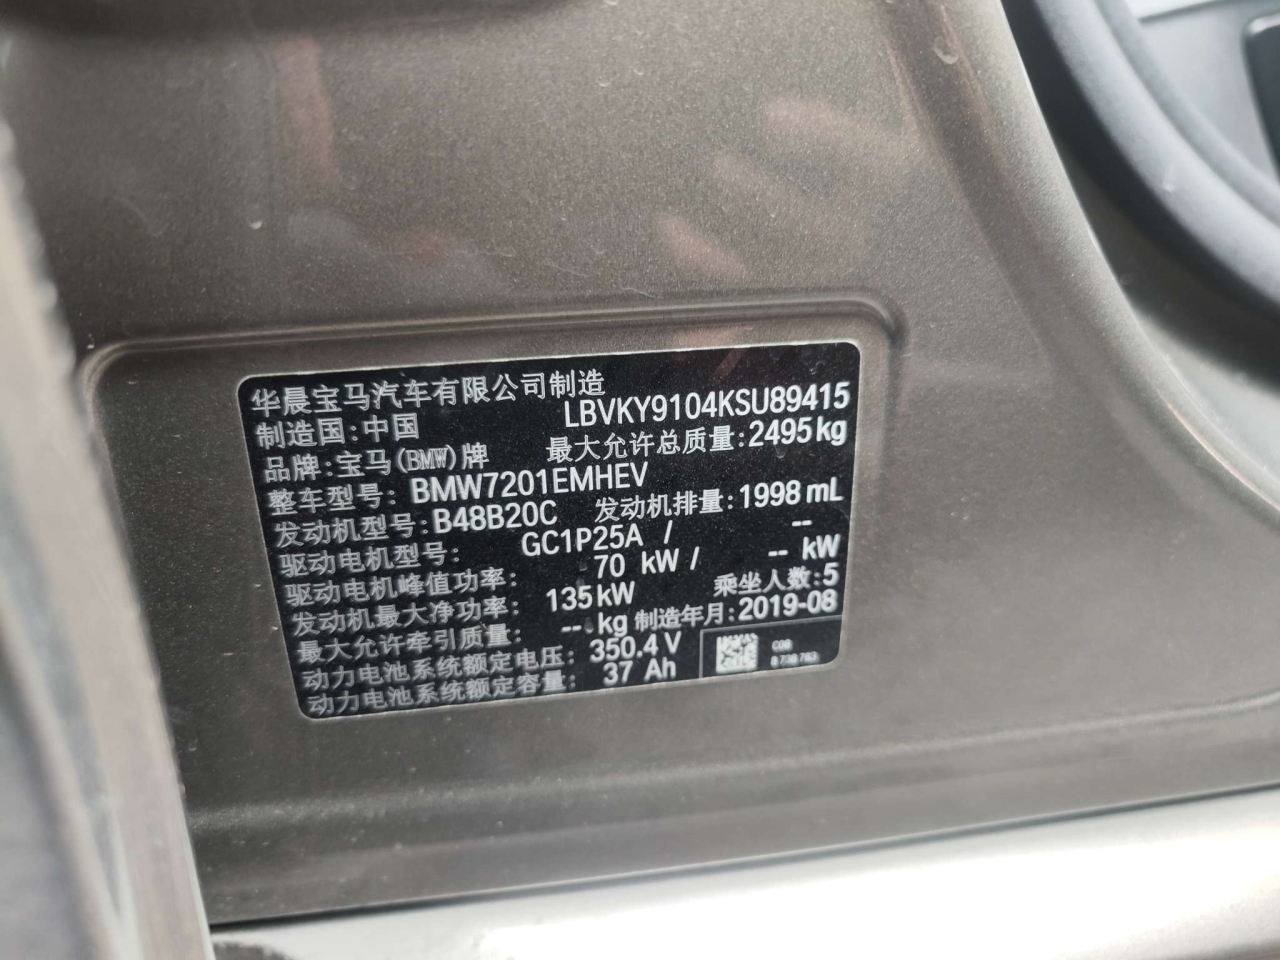 华晨宝马汽车有限公司制造
制造国:中国 LBVKY9104KSU89415
品牌:宝马(BMW)牌 最大允许总质量:2495kg
整车型号: BMW7201EMHEV
发动机型号:B48B20C 发动机排量:1998 mL
驱动电机型号: GC1P25A / --
驱动电机峰值功率: 70 kW / -- kW
发动机最大净功率: 135kW 乘坐人数:5
最大允许牵引质量: -- kg 制造年月:2019-08
动力电池系统额定电压: 350.4 V
动力电池系统额定容量: 37 Ah